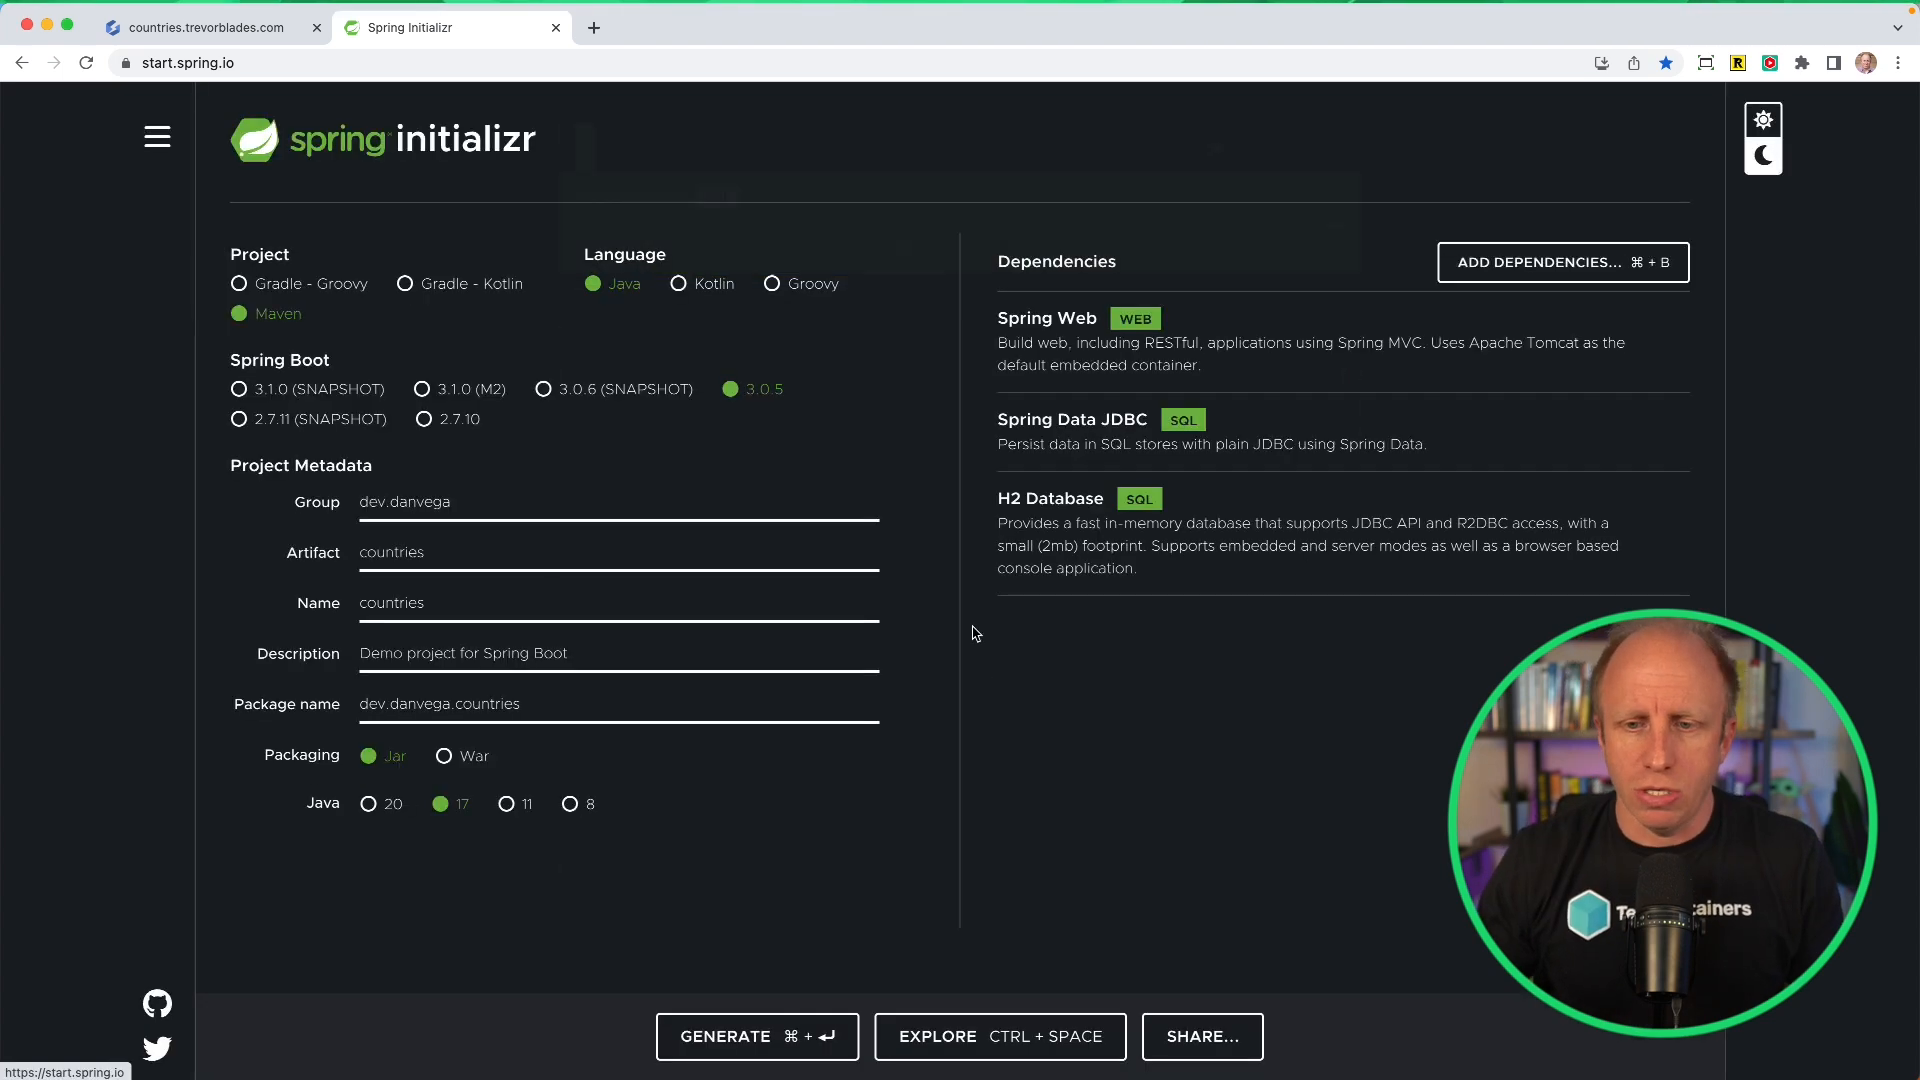 countries.trevorblades.com
Spring Initializr
start.spring.io
spring initializr
Project
Gradle - Groovy
Gradle - Kotlin
Maven
Language
Java
Kotlin
Groovy
Spring Boot
3.1.0 (SNAPSHOT)
3.1.0 (M2)
3.0.6 (SNAPSHOT)
3.0.5
2.7.11 (SNAPSHOT)
2.7.10
Project Metadata
Group dev.danvega
Artifact countries
Name countries
Description Demo project for Spring Boot
Package name dev.danvega.countries
Packaging Jar War
Java 20 17 11 8
Dependencies
ADD DEPENDENCIES... ⌘ + B
Spring Web WEB
Build web, including RESTful, applications using Spring MVC. Uses Apache Tomcat as the
default embedded container.
Spring Data JDBC SQL
Persist data in SQL stores with plain JDBC using Spring Data.
H2 Database SQL
Provides a fast in-memory database that supports JDBC API and R2DBC access, with a
small (2mb) footprint. Supports embedded and server modes as well as a browser based
console application.
GENERATE ⌘ + ↵
EXPLORE CTRL + SPACE
SHARE...
https://start.spring.io